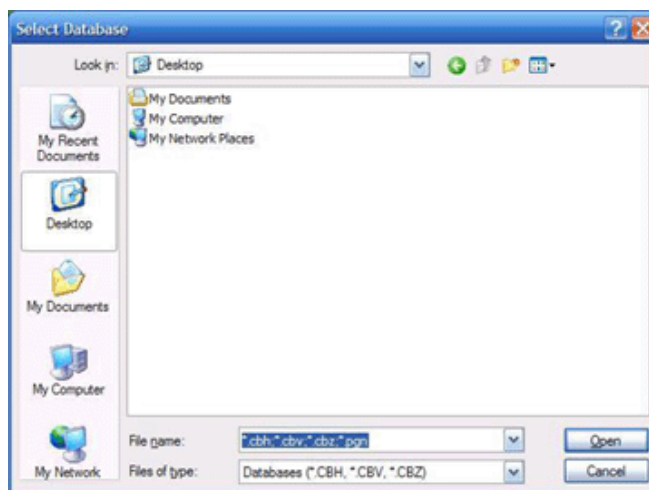 Select Database
Look in: Desktop
My Recent Documents
Desktop
My Documents
My Computer
My Network
My Documents
My Computer
My Network Places
File name: *.cbh;*.cbv;*.cbz;*.pgn Open
Files of type: Databases (*.CBH, *.CBV, *.CBZ) Cancel